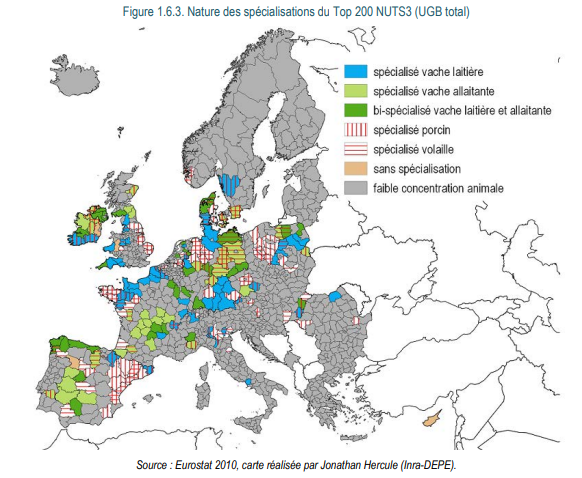 Figure 1.6.3. Nature des spécialisations du Top 200 NUTS3 (UGB total)
spécialisé vache laitière
spécialisé vache allaitante
bi-spécialisé vache laitière et allaitante
spécialisé porcin
spécialisé volaille
sans spécialisation
faible concentration animale
Source : Eurostat 2010, carte réalisée par Jonathan Hercule (Inra-DEPE).